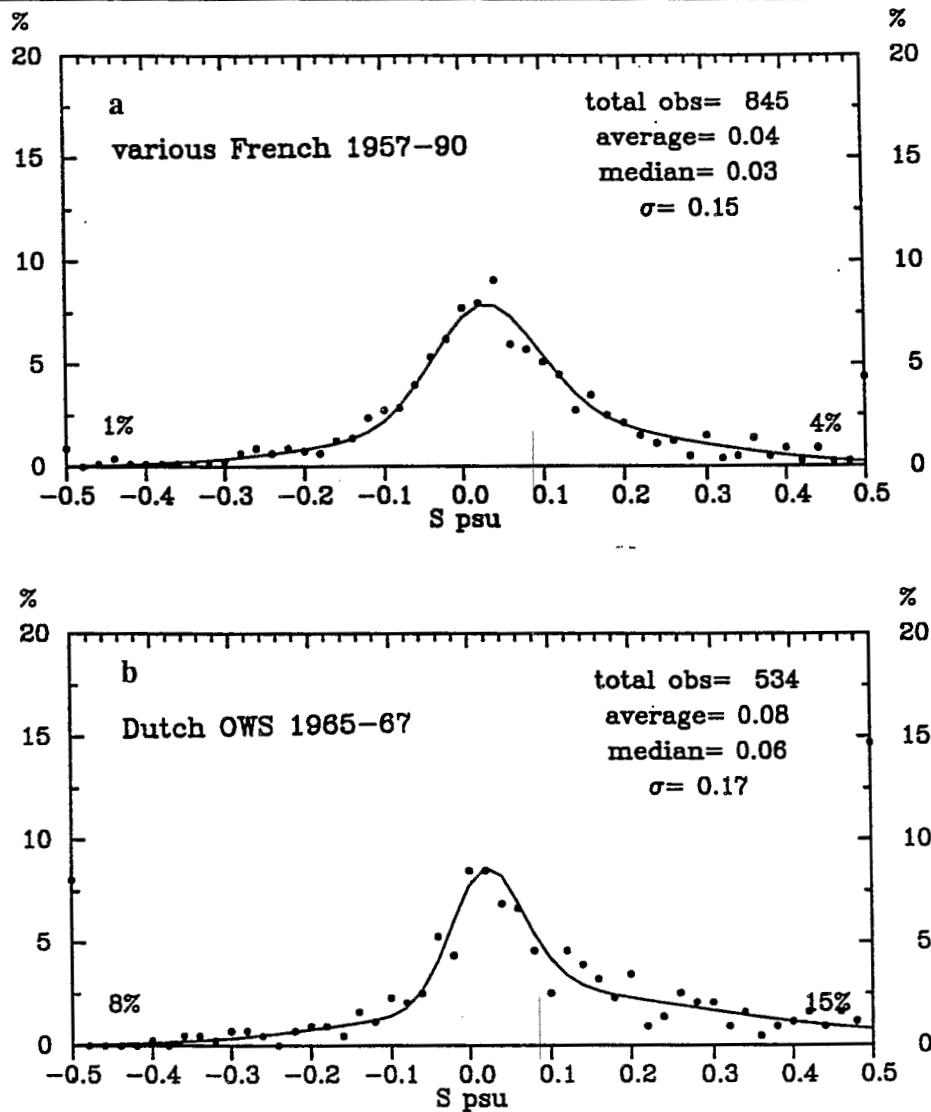 % %
20 20
a
total obs= 845
various French 1957-90
average= 0.04
15 15
median= 0.03
σ= 0.15
10 10
5 5
1% 4%
0 0
-0.5 -0.4 -0.3 -0.2 -0.1 0.0 0.1 0.2 0.3 0.4 0.5
S psu
% %
20 20
b
total obs= 534
Dutch OWS 1965-67
average= 0.08
15 15
median= 0.06
σ= 0.17
10 10
5 5
8% 15%
0 0
-0.5 -0.4 -0.3 -0.2 -0.1 0.0 0.1 0.2 0.3 0.4 0.5
S psu